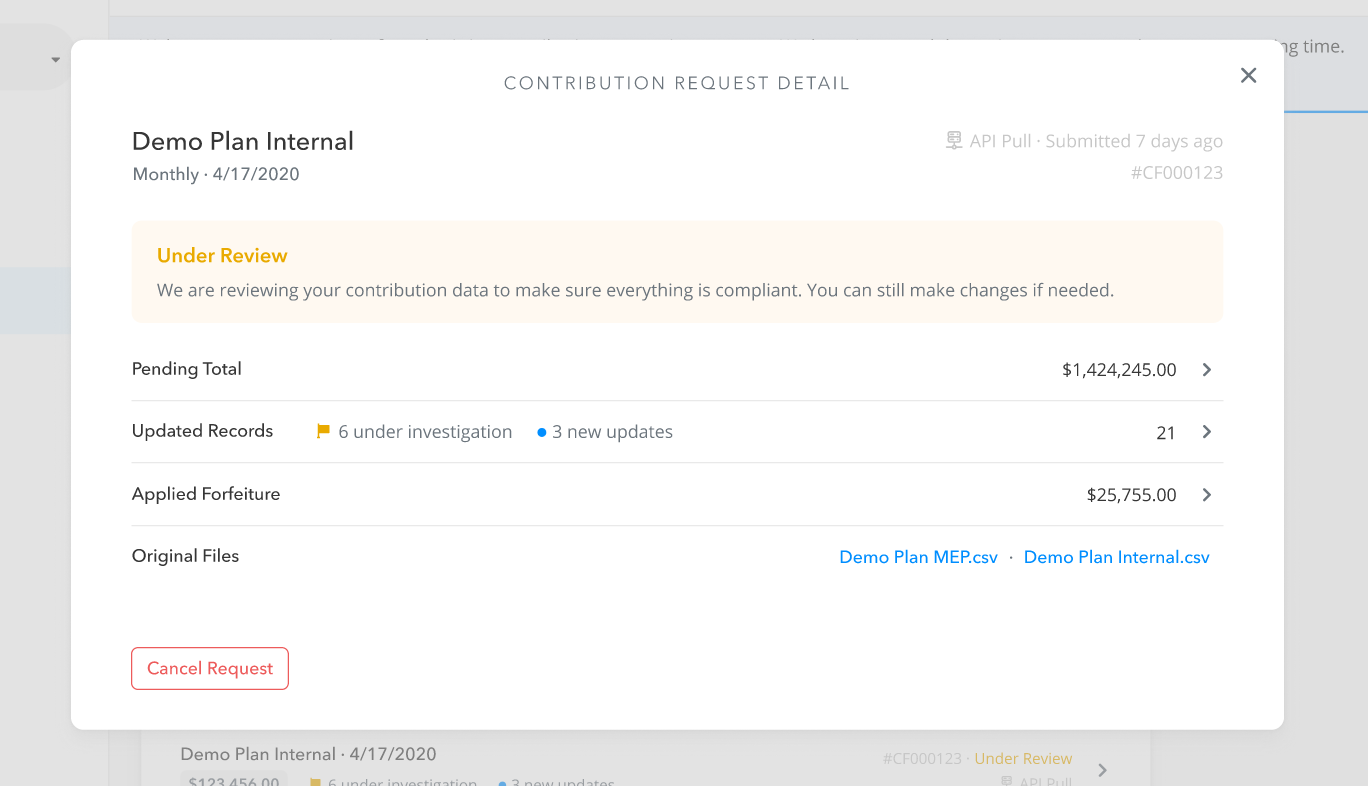 ng time.
CONTRIBUTION REQUEST DETAIL
Demo Plan Internal
API Pull · Submitted 7 days ago
Monthly · 4/17/2020
#CF000123
Under Review
We are reviewing your contribution data to make sure everything is compliant. You can still make changes if needed.
Pending Total $1,424,245.00
Updated Records 6 under investigation 3 new updates 21
Applied Forfeiture $25,755.00
Original Files Demo Plan MEP.csv · Demo Plan Internal.csv
Cancel Request
Demo Plan Internal · 4/17/2020
#CF000123 · Under Review
$123,456.00 6 under investigation 3 new updates
API Pull